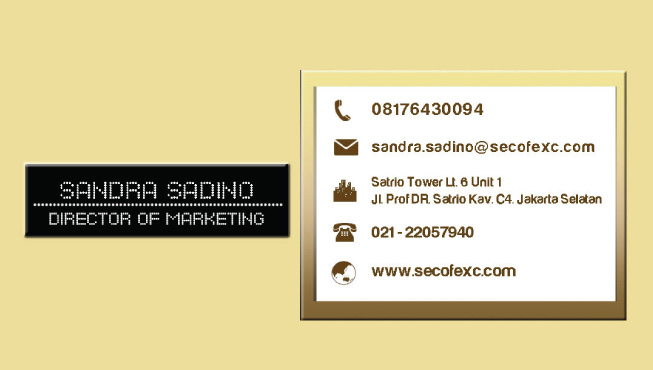 SANDRA SADINO
DIRECTOR OF MARKETING
08176430094
sandra.sadino@secofexc.com
Satrio Tower Lt. 6 Unit 1
Jl. Prof DR. Satrio Kav. C4. Jakarta Selatan
021 - 22057940
www.secofexc.com